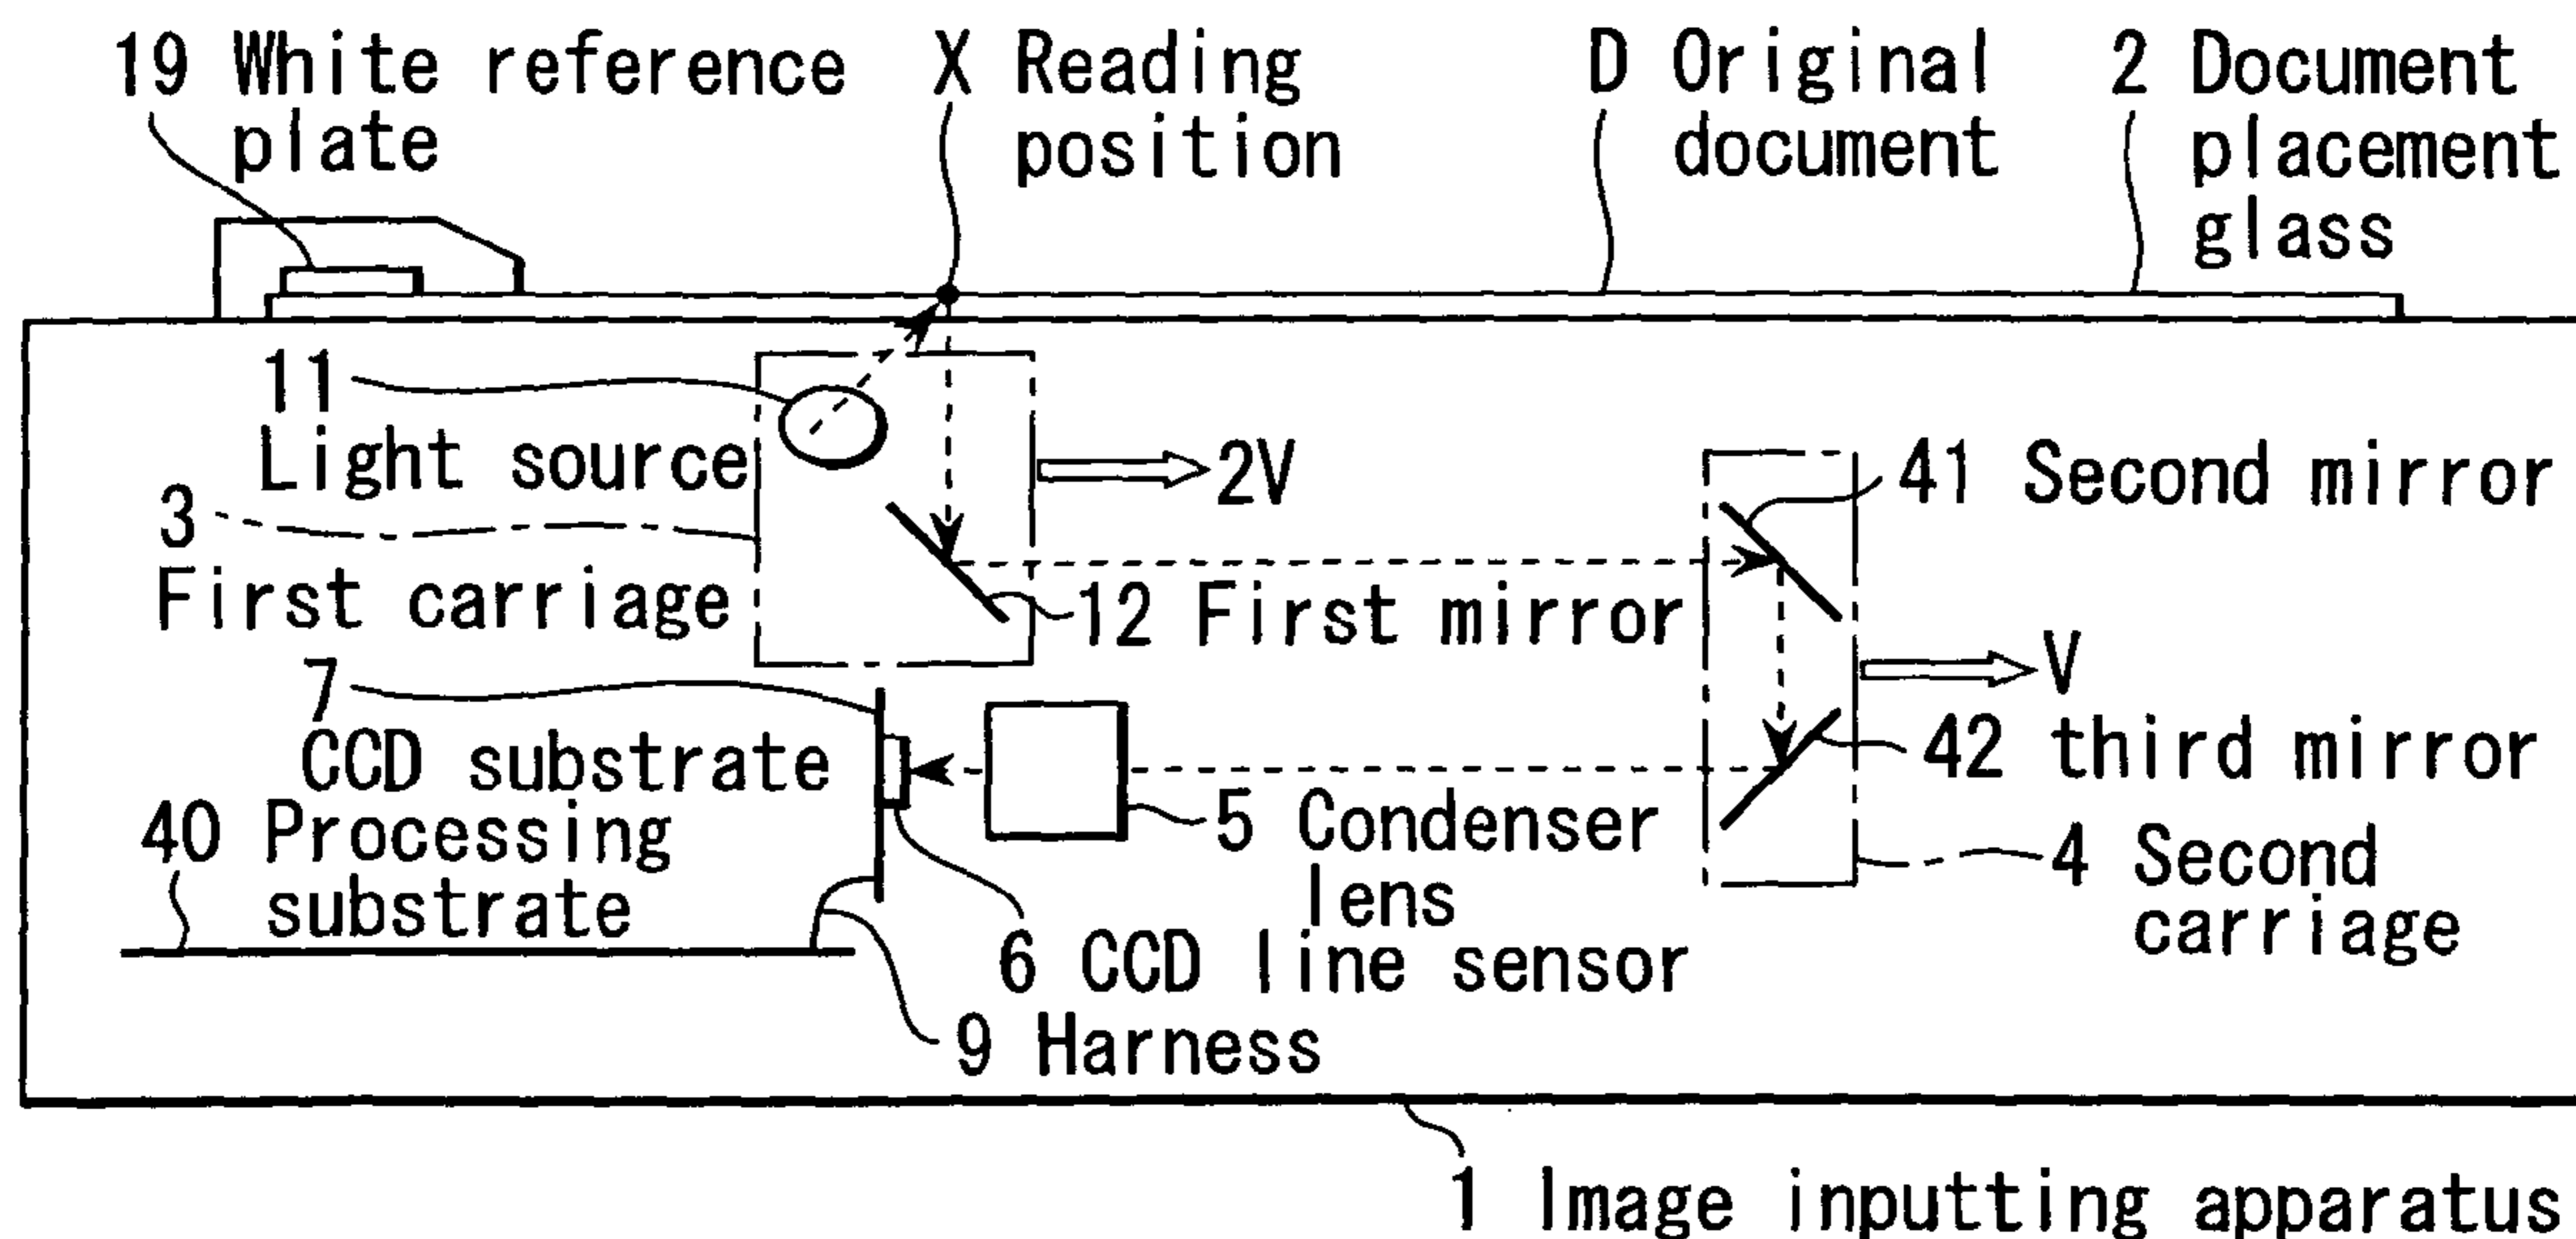 19 White reference
plate
X Reading
position
D Original
document
2 Document
placement
glass
11
Light source
2V
3
First carriage
41 Second mirror
12 First mirror
V
7
CCD substrate
42 third mirror
40 Processing
substrate
5 Condenser
lens
4 Second
carriage
6 CCD line sensor
9 Harness
1 Image inputting apparatus